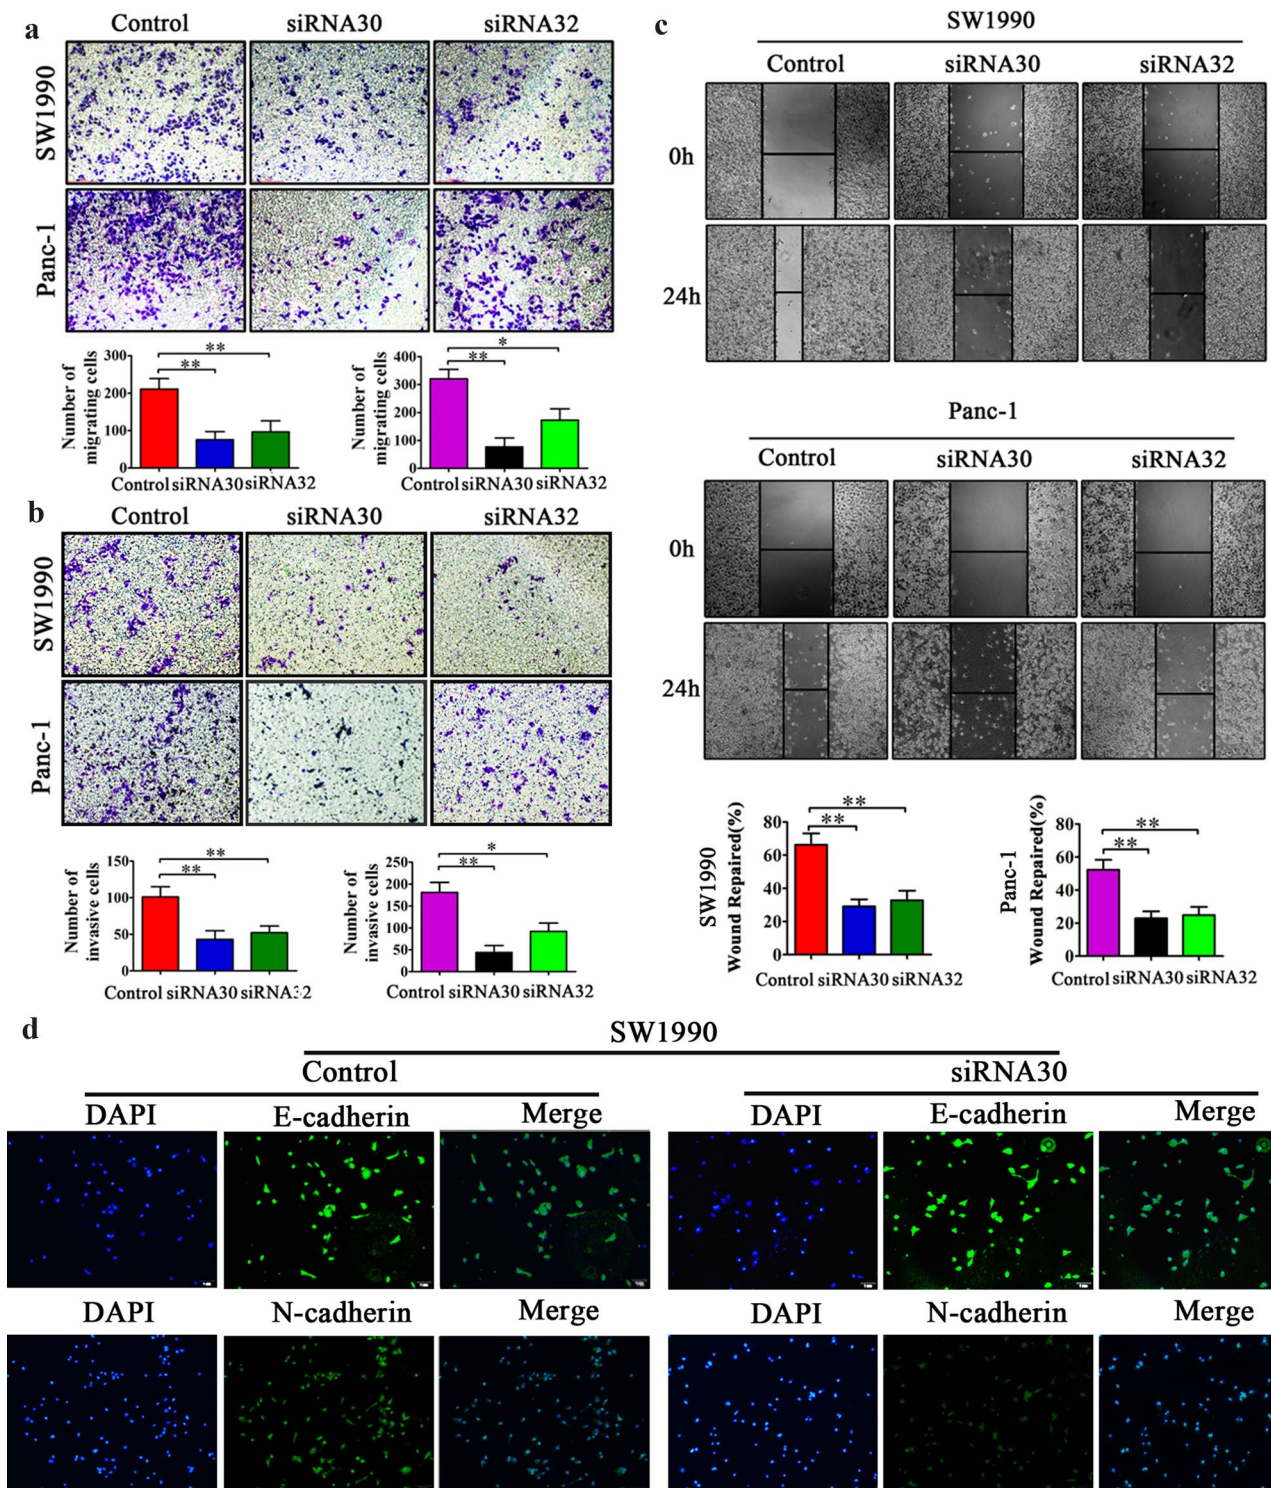 a
Control siRNA30 siRNA32
SW1990
Panc-1
Number of
migrating cells
300
200
100
0
**
**
Control siRNA30 siRNA32
Number of
migrating cells
400
300
200
100
0
*
**
Control siRNA30 siRNA32
b
Control siRNA30 siRNA32
SW1990
Panc-1
Number of
invasive cells
150
100
50
0
**
**
Control siRNA30 siRNA32
Number of
invasive cells
250
200
150
100
50
0
*
**
Control siRNA30 siRNA32
c
SW1990
Control siRNA30 siRNA32
0h
24h
Panc-1
Control siRNA30 siRNA32
0h
24h
SW1990
Wound Repaired(%)
80
60
40
20
0
**
**
Control siRNA30 siRNA32
Panc-1
Wound Repaired(%)
80
60
40
20
0
**
**
Control siRNA30 siRNA32
d
SW1990
Control siRNA30
DAPI E-cadherin Merge DAPI E-cadherin Merge
DAPI N-cadherin Merge DAPI N-cadherin Merge